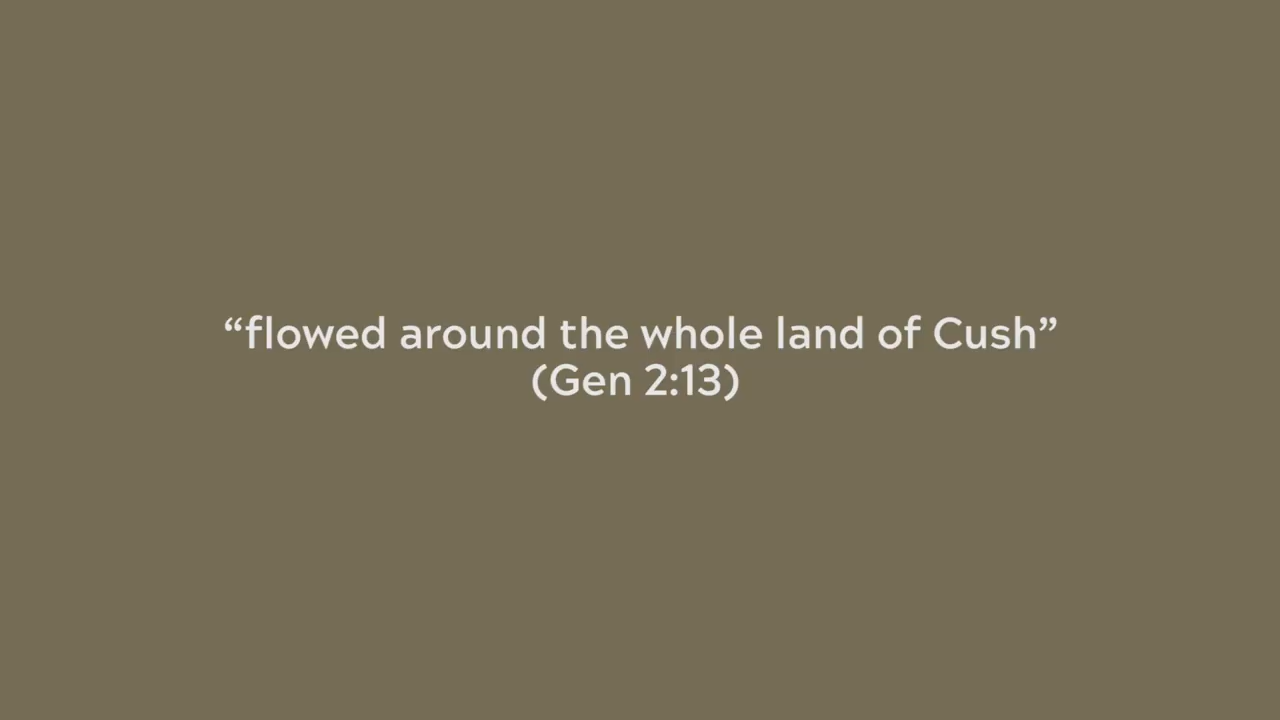 “flowed around the whole land of Cush”
(Gen 2:13)